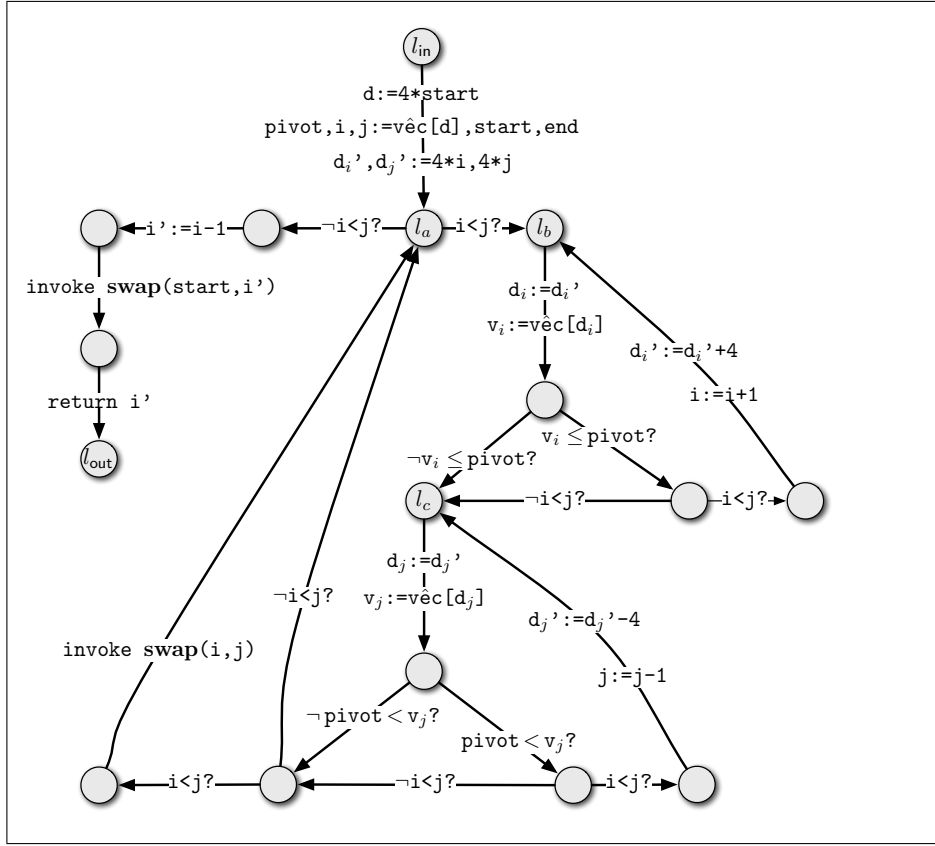 l_in
d:=4*start
pivot,i,j:=vêc[d],start,end
d_i',d_j':=4*i,4*j
i':=i-1
¬i<j?
l_a
i<j?
l_b
invoke swap(start,i')
d_i:=d_i'
v_i:=vêc[d_i]
d_i':=d_i'+4
i:=i+1
return i'
l_out
v_i ≤ pivot?
¬v_i ≤ pivot?
l_c
¬i<j?
i<j?
d_j:=d_j'
v_j:=vêc[d_j]
¬i<j?
d_j':=d_j'-4
invoke swap(i,j)
j:=j-1
¬ pivot < v_j?
pivot < v_j?
i<j?
¬i<j?
i<j?